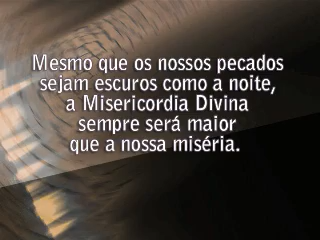 Mesmo que os nossos pecados
sejam escuros como a noite,
a Misericordia Divina
sempre será maior
que a nossa miséria.